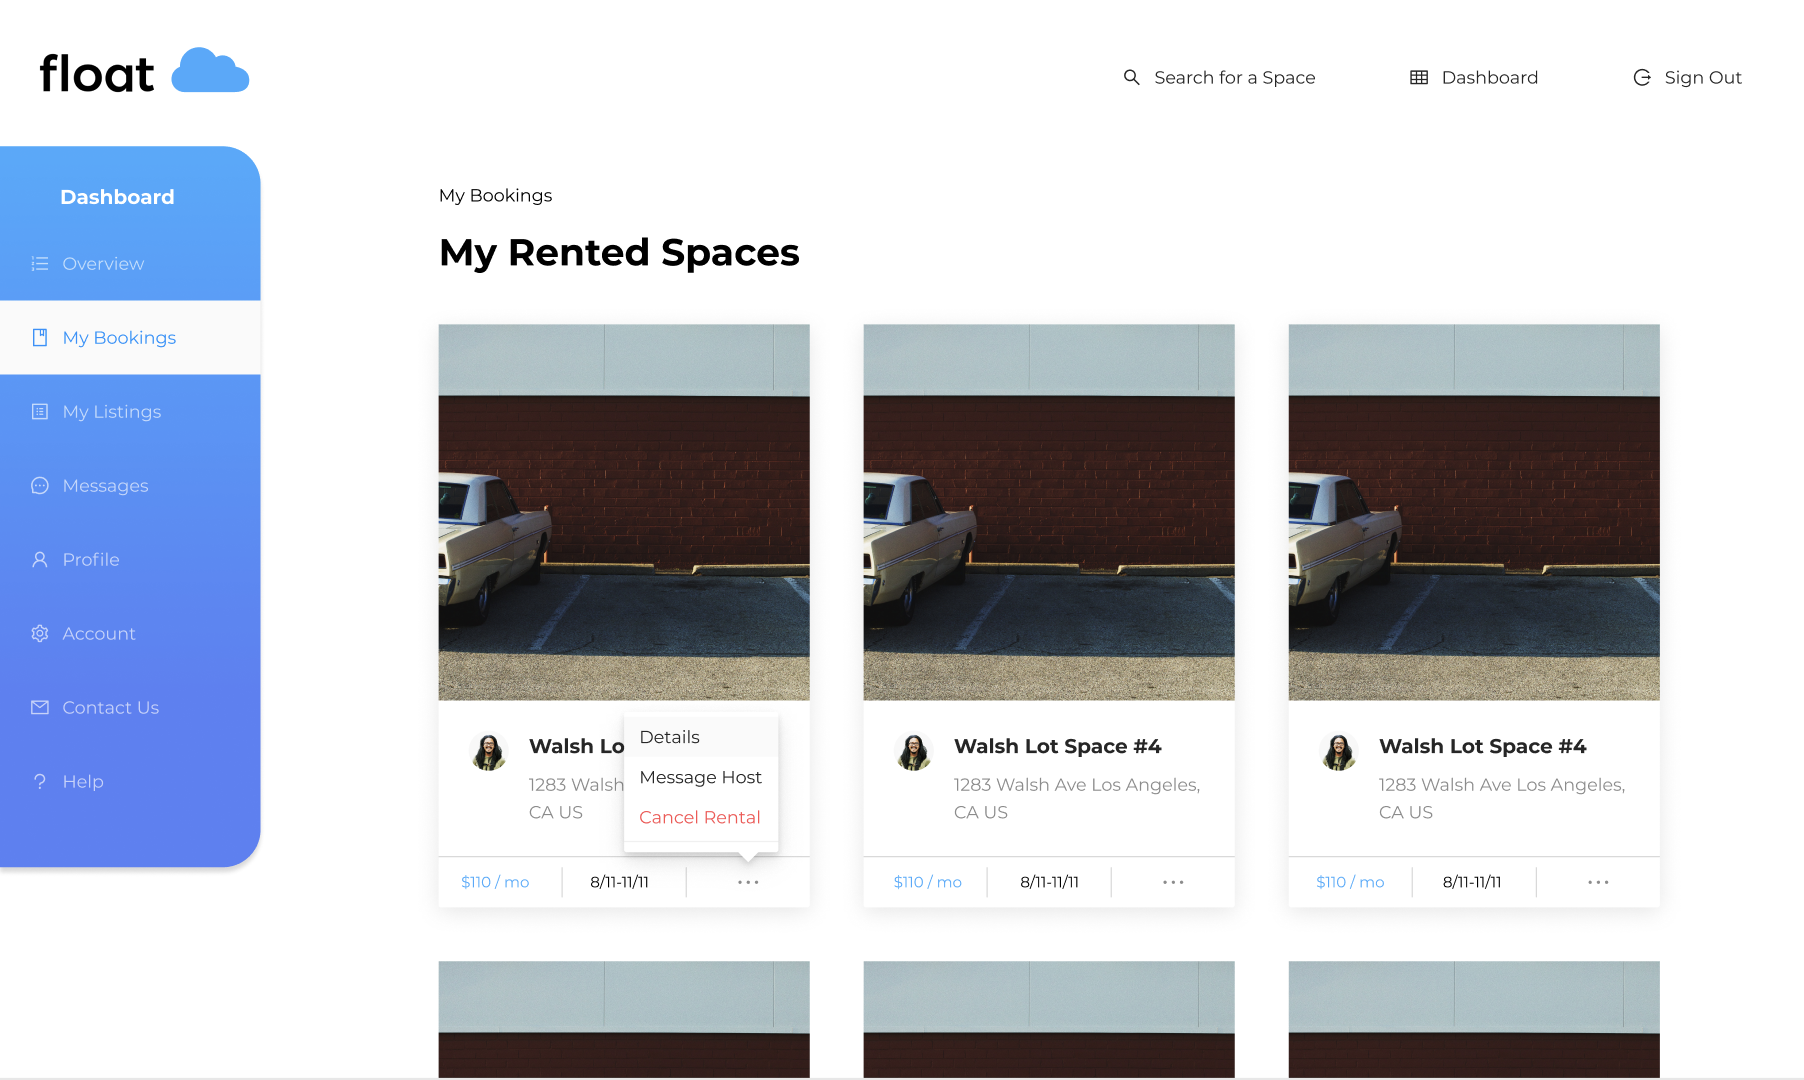 float
Search for a Space
Dashboard
Sign Out
Dashboard
Overview
My Bookings
My Listings
Messages
Profile
Account
Contact Us
Help
My Bookings
My Rented Spaces
Walsh Lo
1283 Walsh
CA US
Details
Message Host
Cancel Rental
$110 / mo
8/11-11/11
Walsh Lot Space #4
1283 Walsh Ave Los Angeles,
CA US
$110 / mo
8/11-11/11
Walsh Lot Space #4
1283 Walsh Ave Los Angeles,
CA US
$110 / mo
8/11-11/11